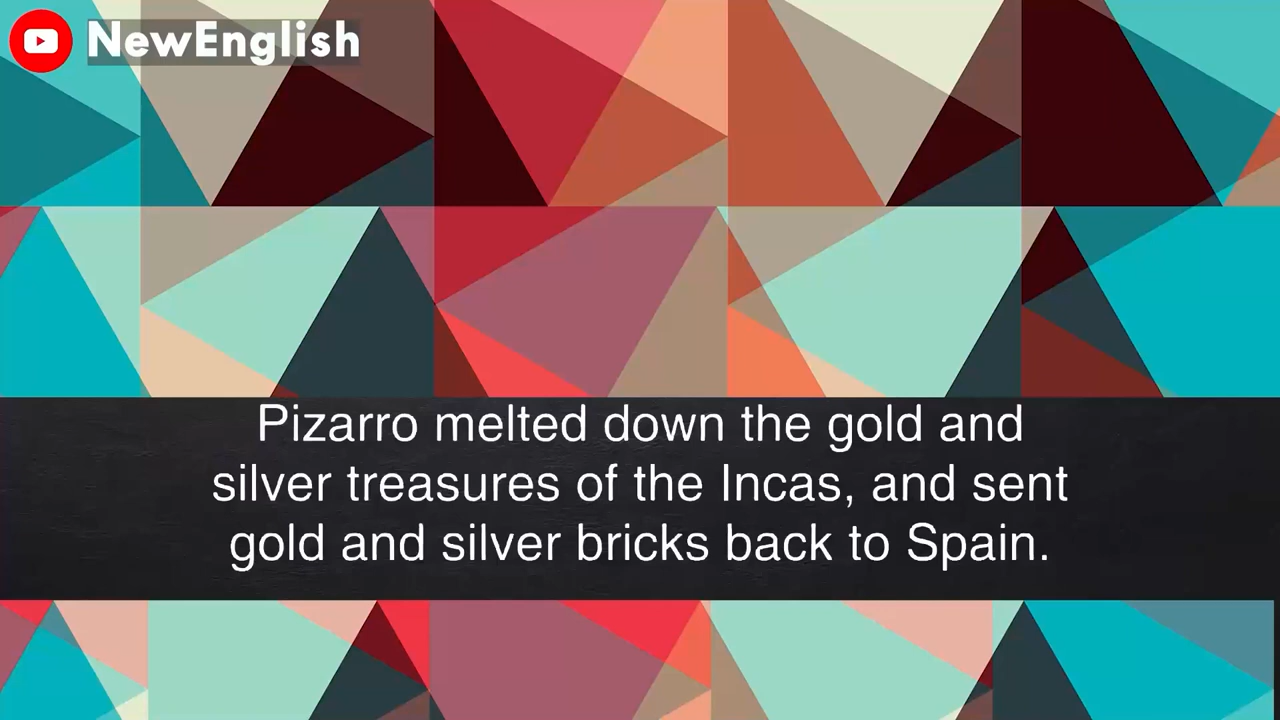 NewEnglish
Pizarro melted down the gold and
silver treasures of the Incas, and sent
gold and silver bricks back to Spain.